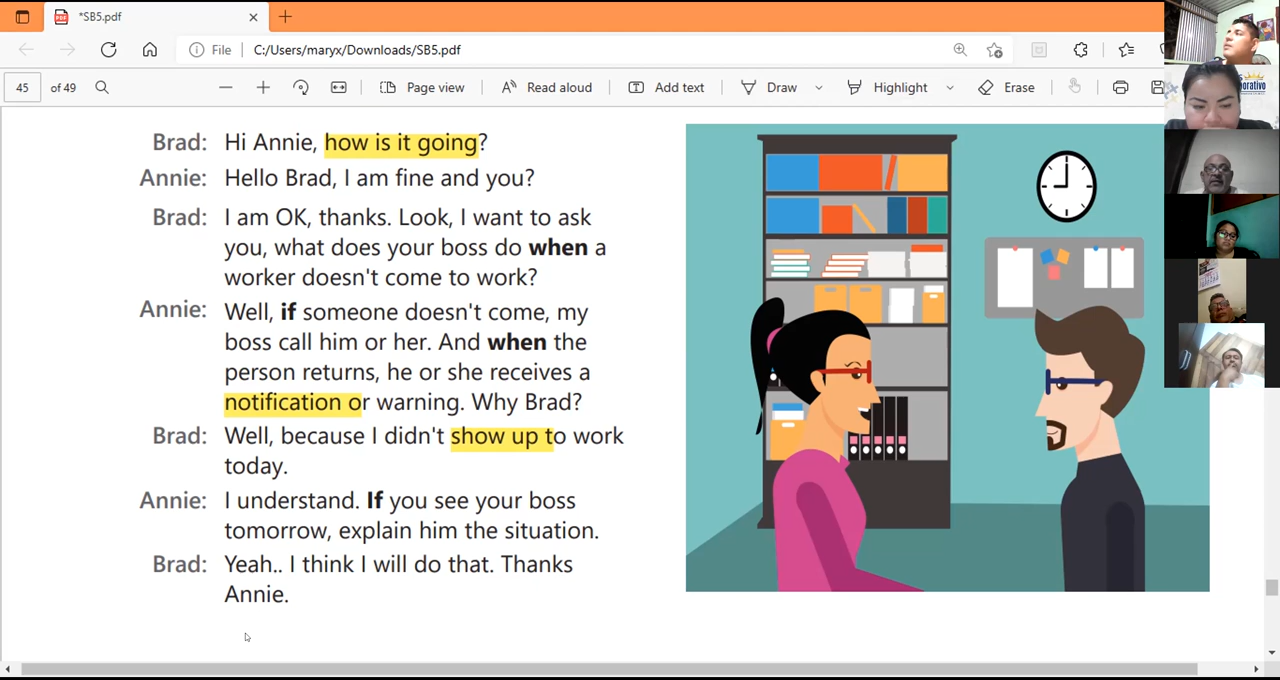 *SB5.pdf
File C:/Users/maryx/Downloads/SB5.pdf
45 of 49 Page view Read aloud Add text Draw Highlight Erase
Brad: Hi Annie, how is it going?
Annie: Hello Brad, I am fine and you?
Brad: I am OK, thanks. Look, I want to ask
you, what does your boss do when a
worker doesn't come to work?
Annie: Well, if someone doesn't come, my
boss call him or her. And when the
person returns, he or she receives a
notification or warning. Why Brad?
Brad: Well, because I didn't show up to work
today.
Annie: I understand. If you see your boss
tomorrow, explain him the situation.
Brad: Yeah.. I think I will do that. Thanks
Annie.